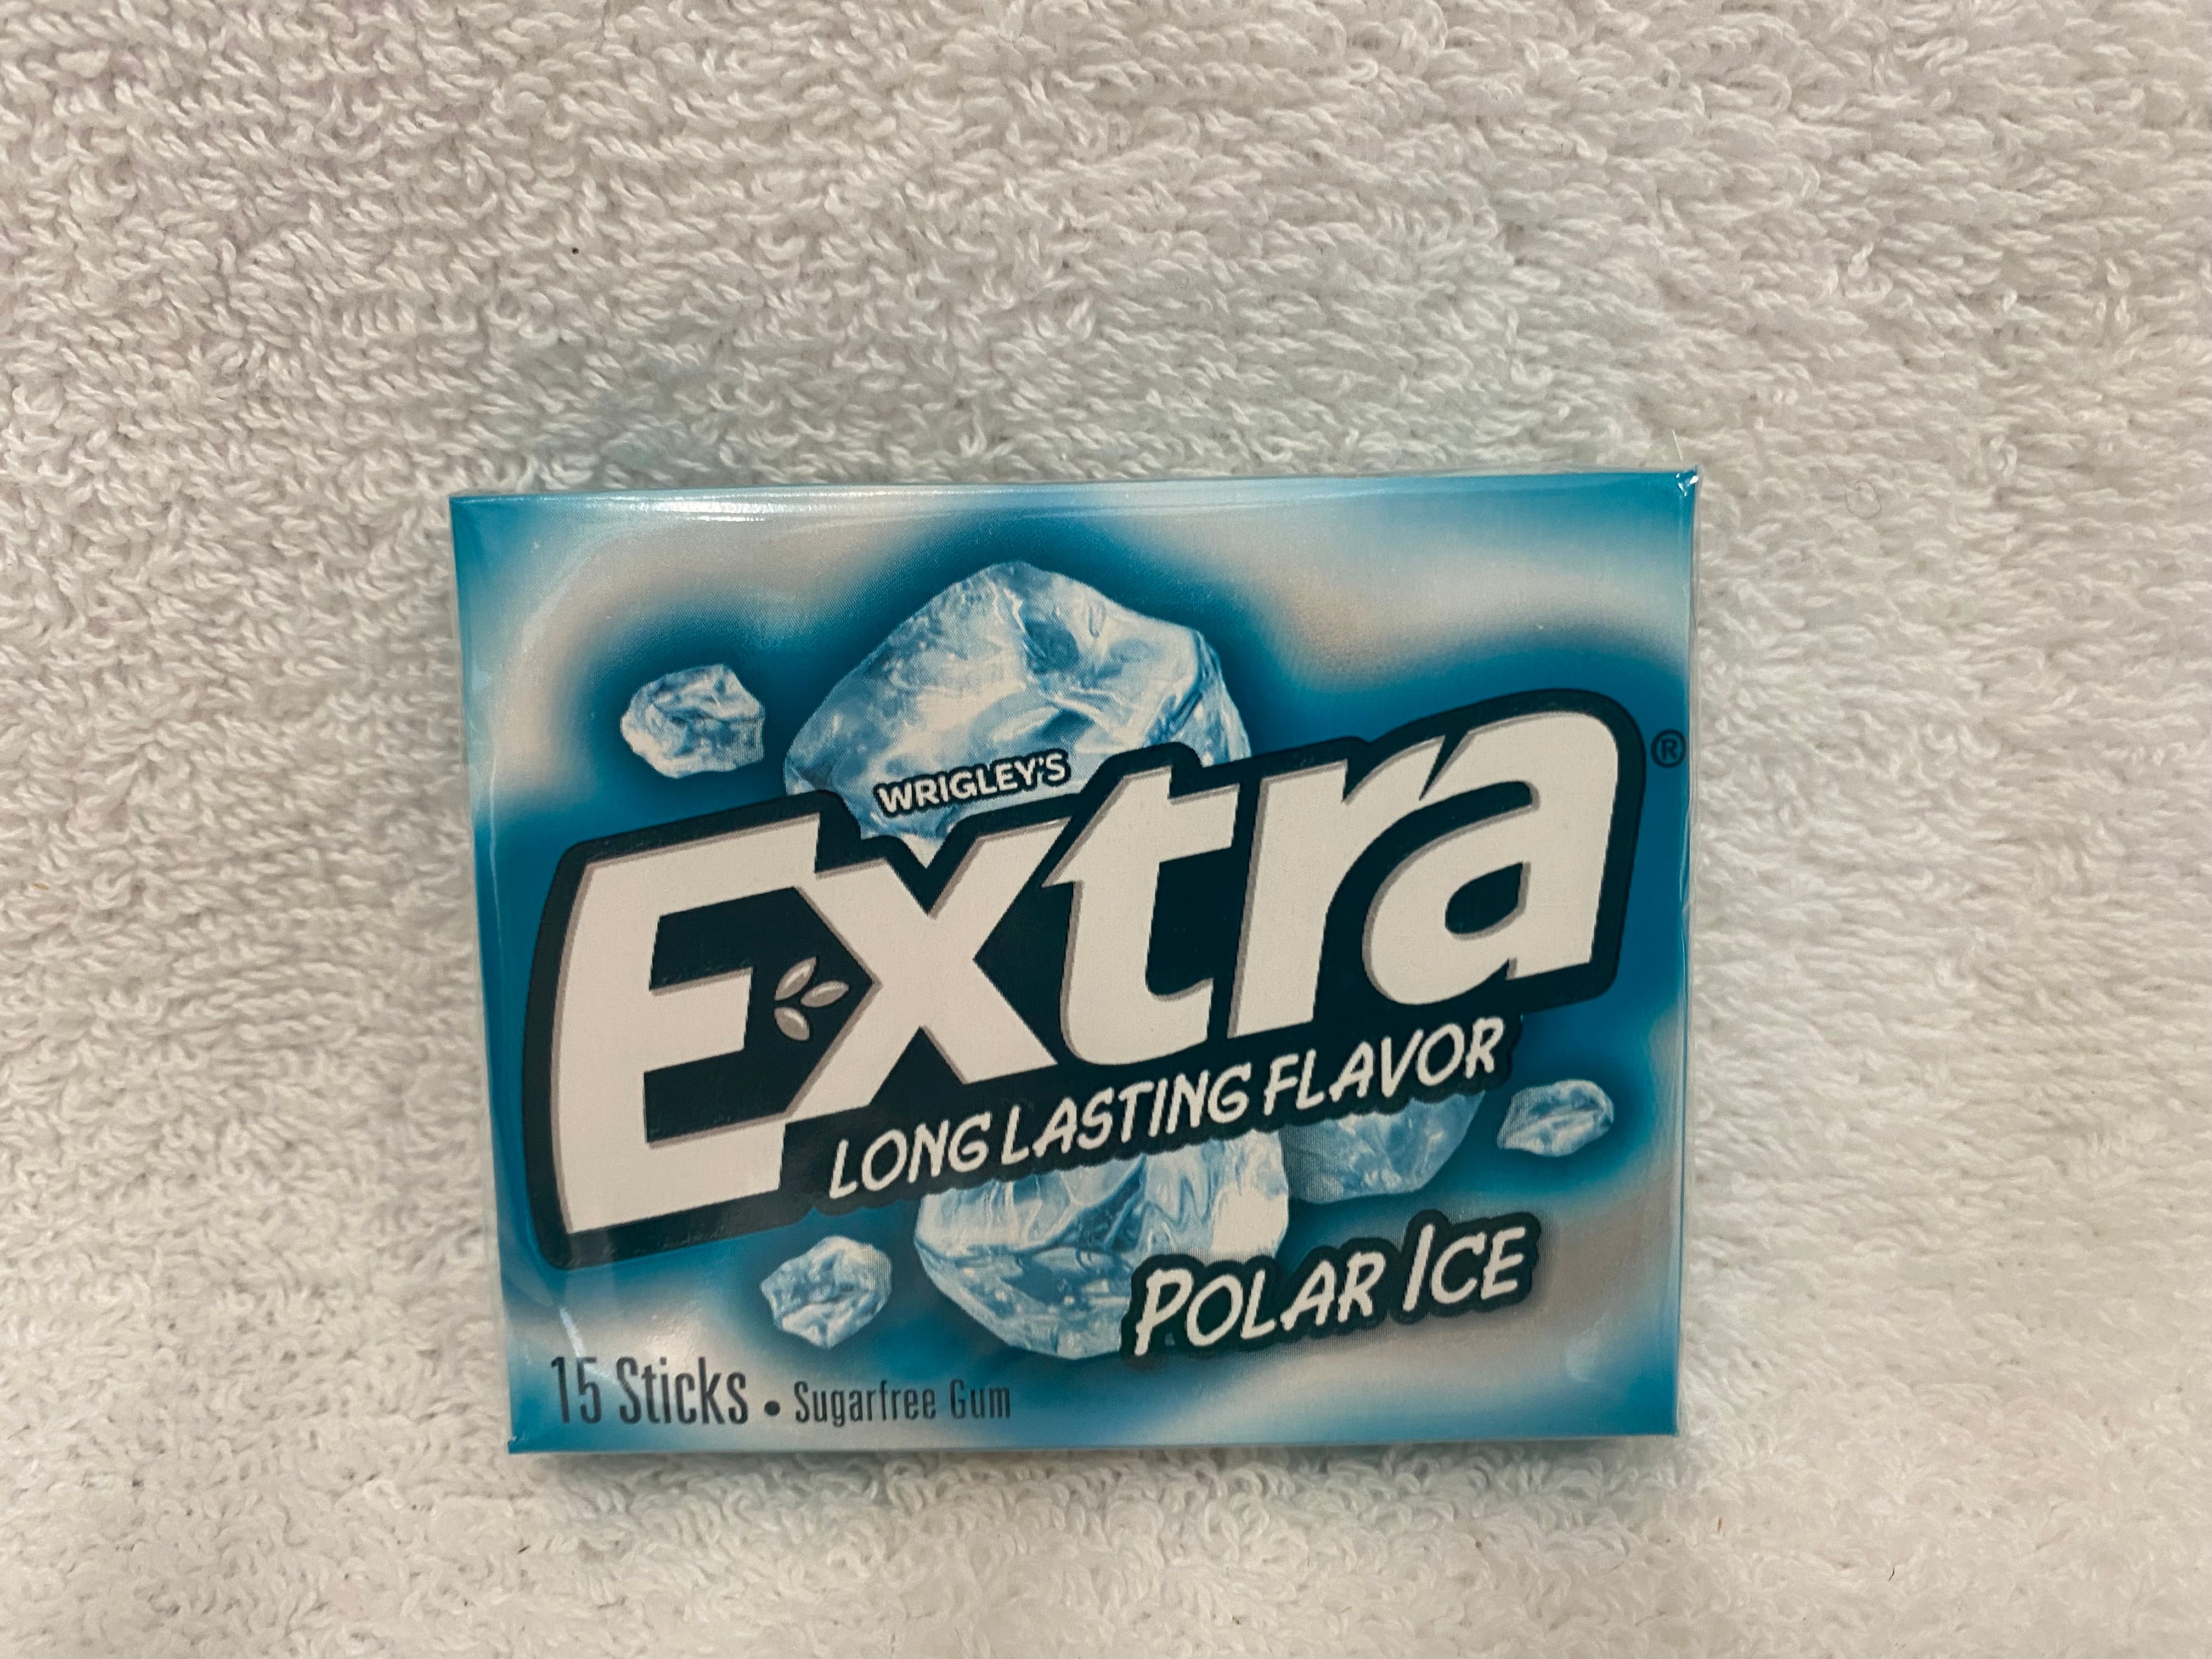 WRIGLEY'S
Extra®
LONG LASTING FLAVOR
POLAR ICE
15 Sticks • Sugarfree Gum